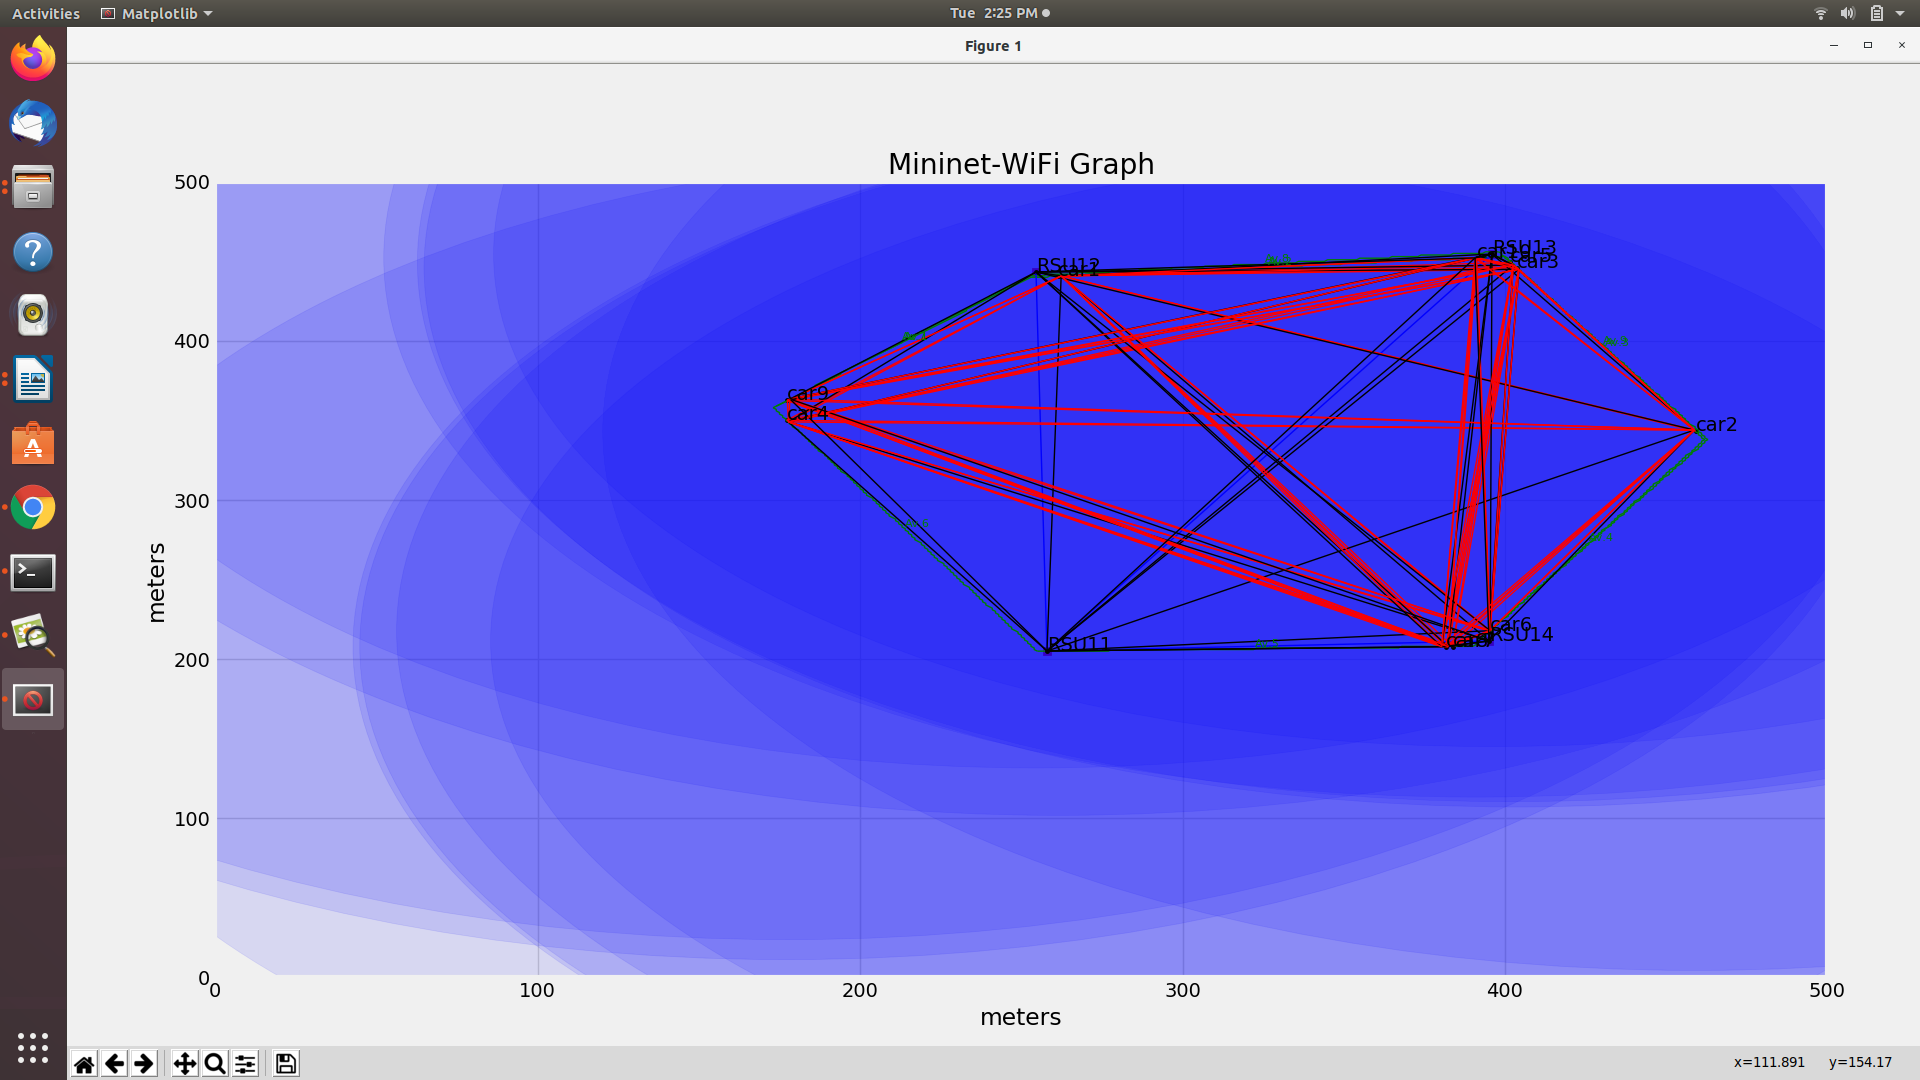 Activities Matplotlib Tue 2:25 PM
Figure 1
Mininet-WiFi Graph
500
400
300
200
100
0
meters
RSU13
car3
RSU12
car1
car9
car4
car2
car6
RSU14
RSU11
0 100 200 300 400 500
meters
x=111.891 y=154.17